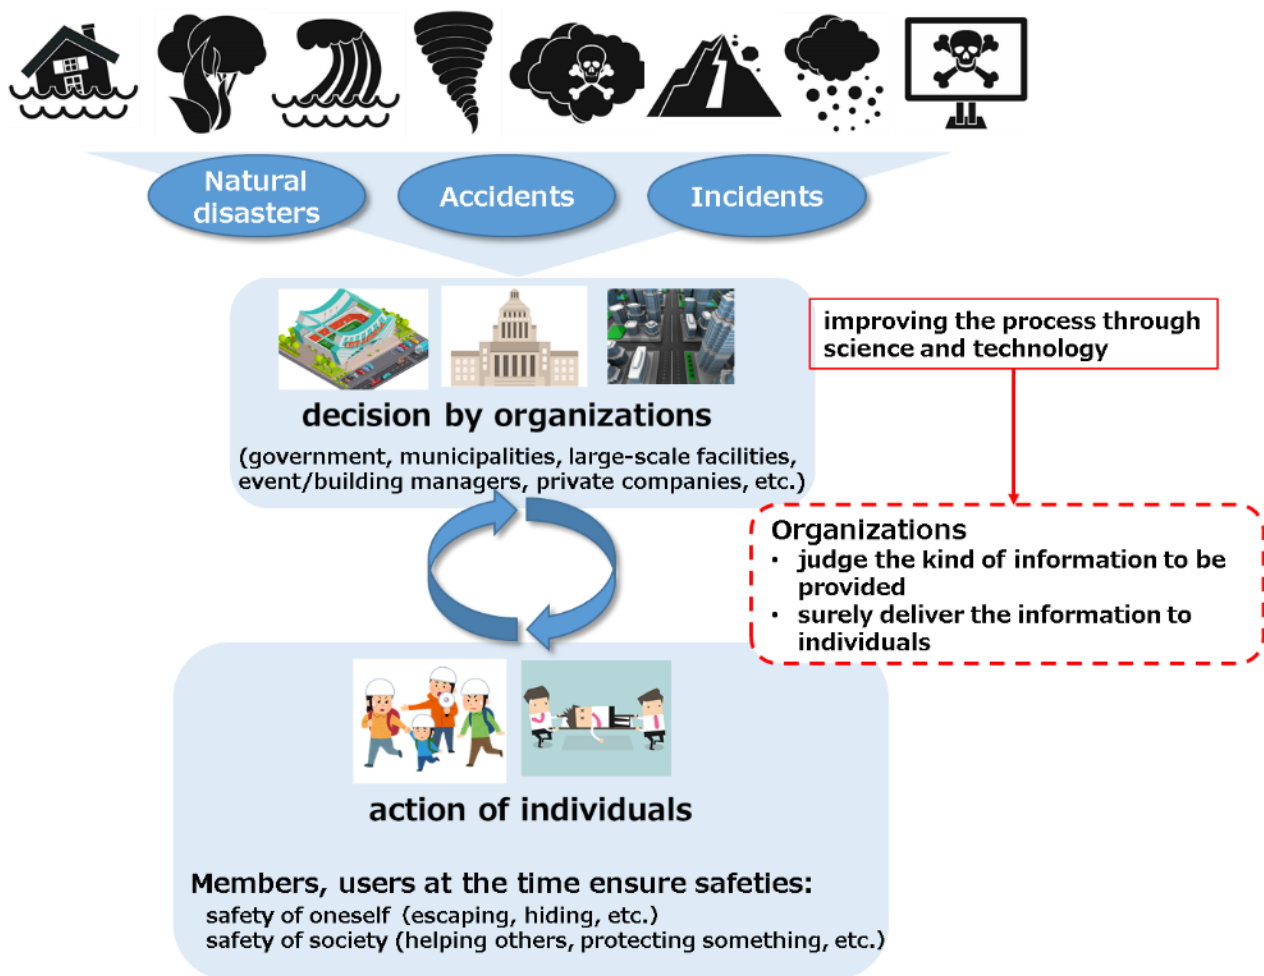 Natural
disasters
Accidents
Incidents
improving the process through
science and technology
decision by organizations
(government, municipalities, large-scale facilities,
event/building managers, private companies, etc.)
Organizations
・ judge the kind of information to be
provided
・ surely deliver the information to
individuals
action of individuals
Members, users at the time ensure safeties:
safety of oneself (escaping, hiding, etc.)
safety of society (helping others, protecting something, etc.)